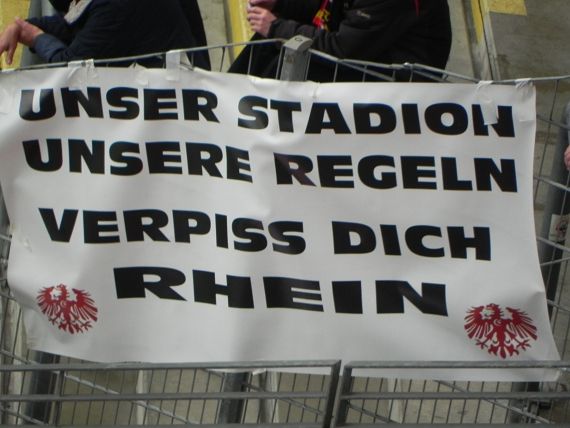 UNSER STADION
UNSERE REGELN
VERPISS DICH
RHEIN